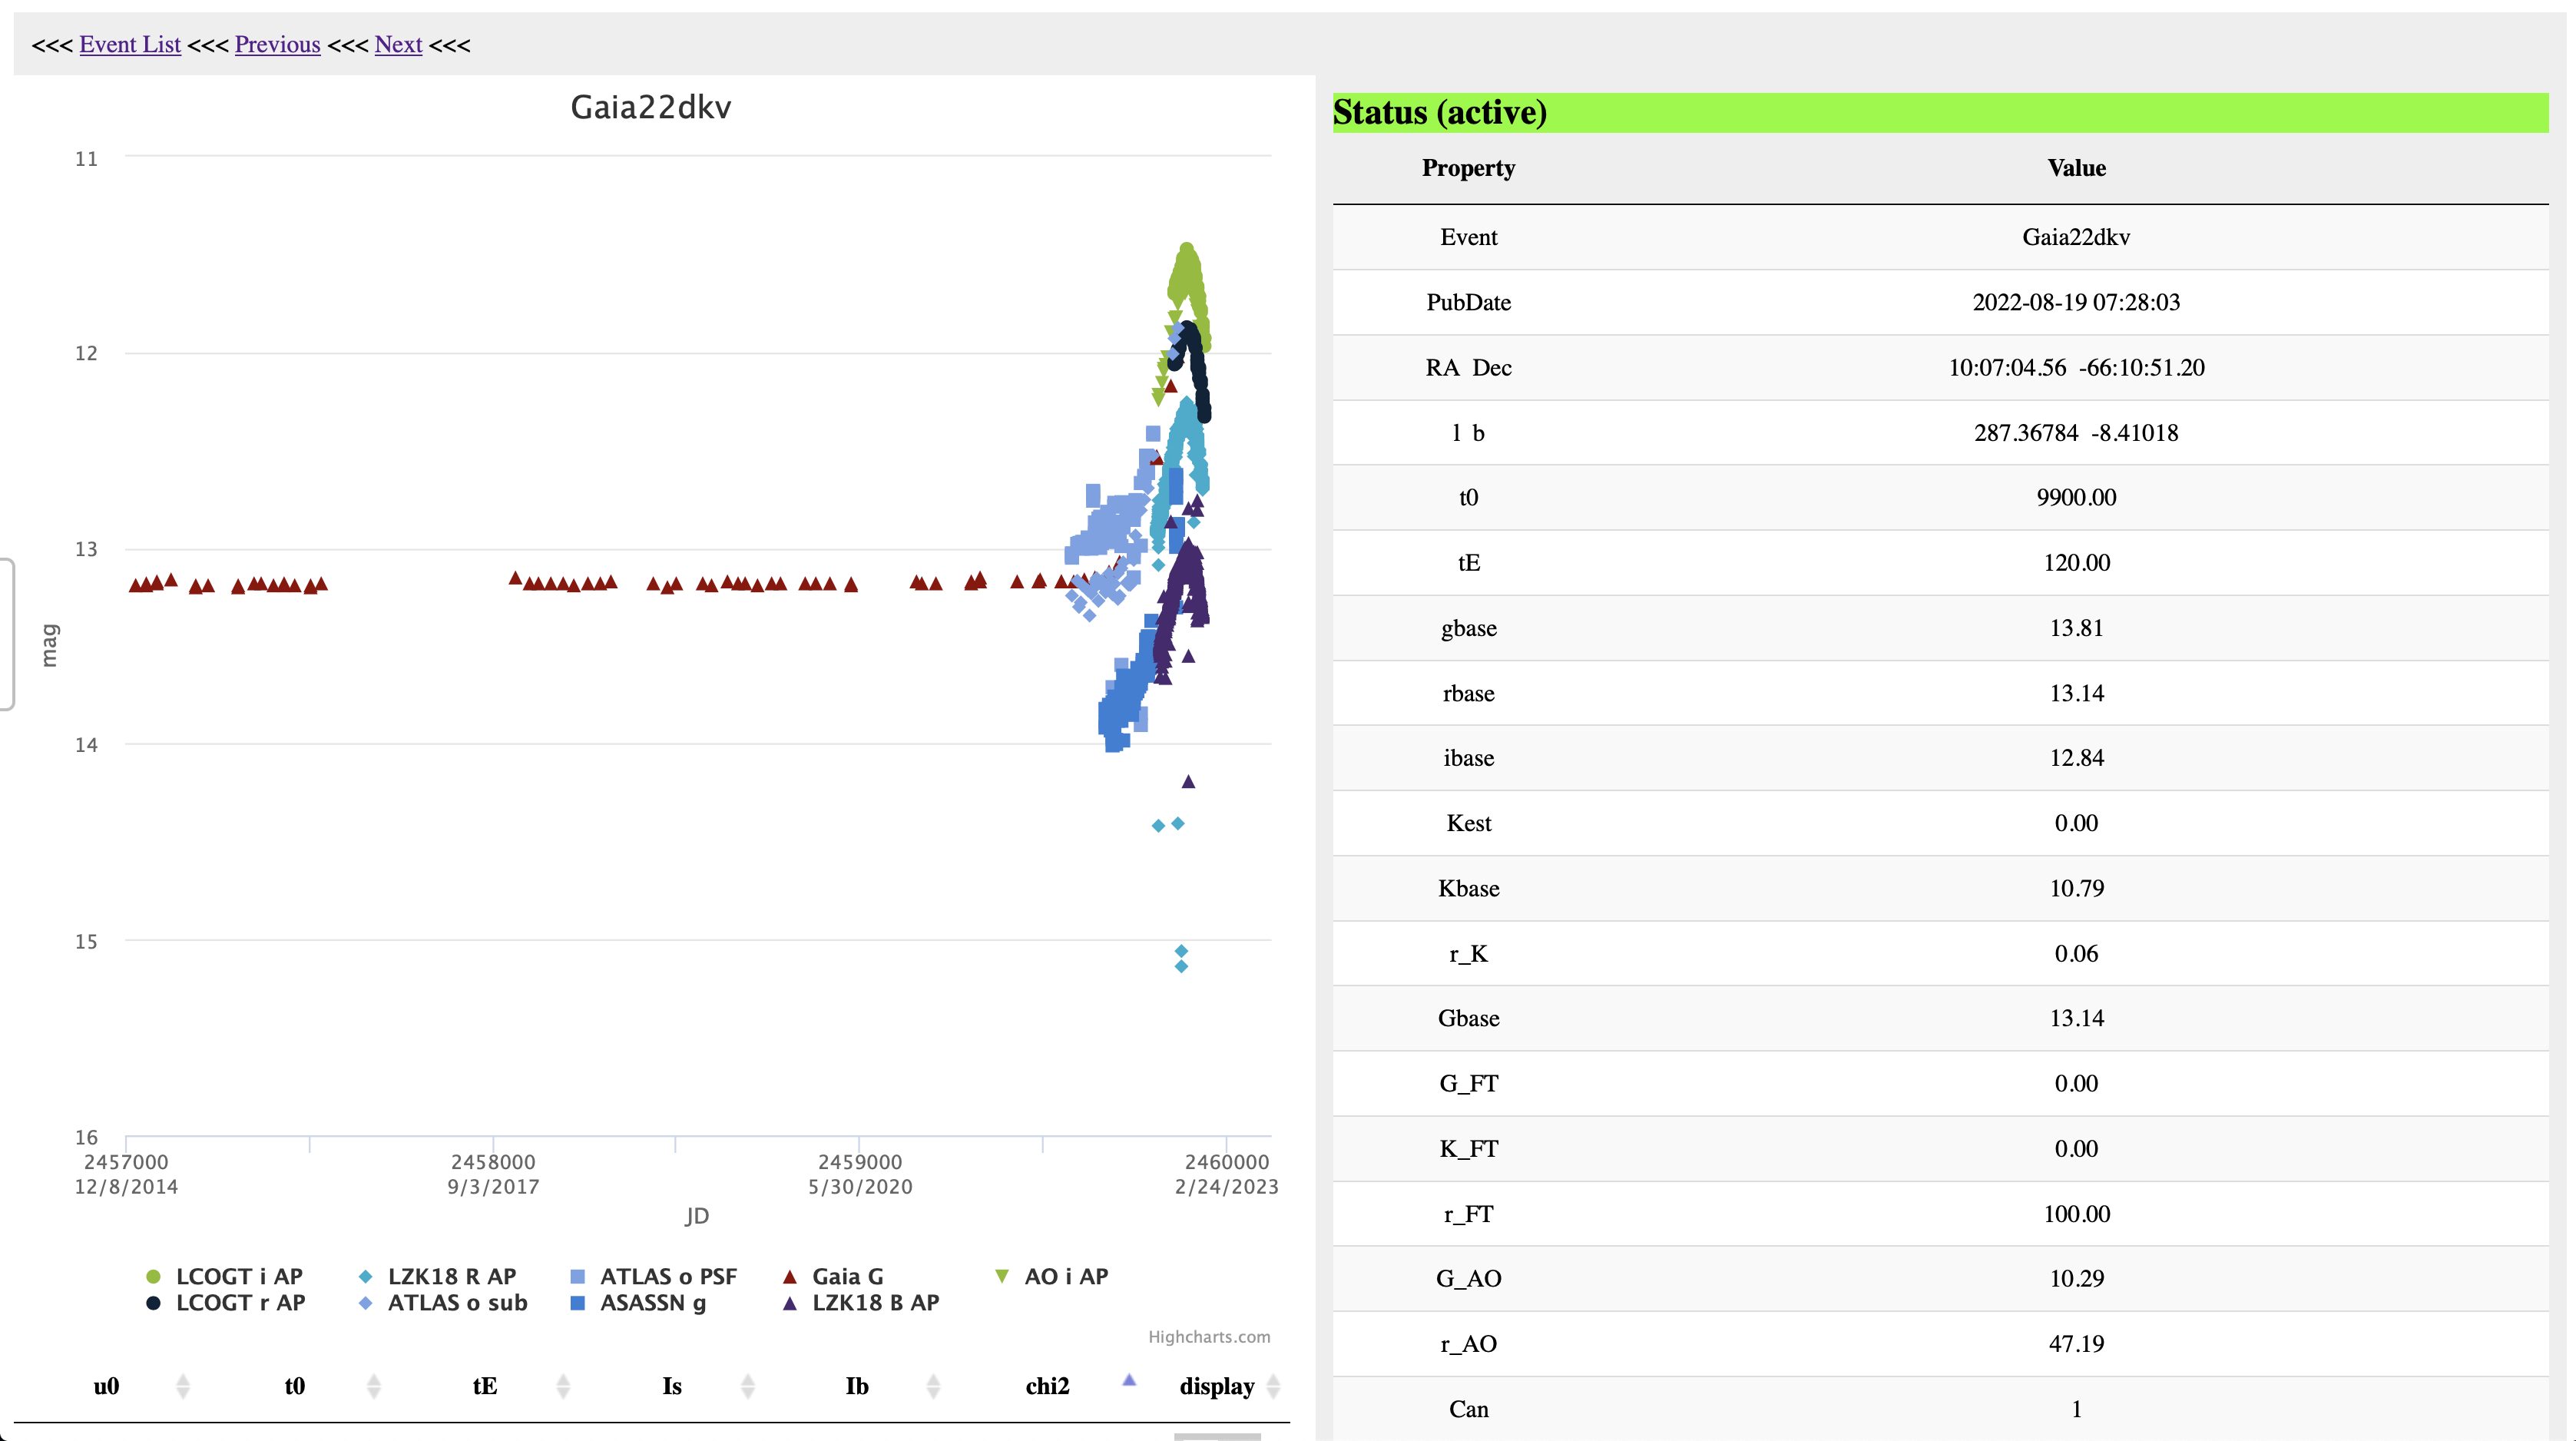 <<< Event List <<< Previous <<< Next <<<
Gaia22dkv
11
12
13
14
15
16
mag
2457000 2458000 2459000 2460000
12/8/2014 9/3/2017 5/30/2020 2/24/2023
JD
LCOGT i AP LZK18 R AP ATLAS o PSF Gaia G AO i AP
LCOGT r AP ATLAS o sub ASASSN g LZK18 B AP
Highcharts.com
u0 t0 tE Is Ib chi2 display
Status (active)
Property Value
Event Gaia22dkv
PubDate 2022-08-19 07:28:03
RA Dec 10:07:04.56 -66:10:51.20
l b 287.36784 -8.41018
t0 9900.00
tE 120.00
gbase 13.81
rbase 13.14
ibase 12.84
Kest 0.00
Kbase 10.79
r_K 0.06
Gbase 13.14
G_FT 0.00
K_FT 0.00
r_FT 100.00
G_AO 10.29
r_AO 47.19
Can 1